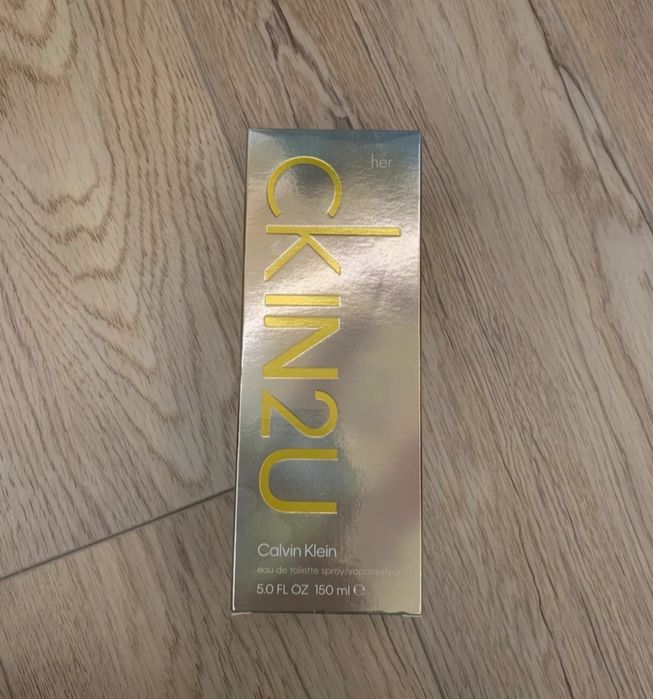 her
ckIN2U
Calvin Klein
eau de toilette spray/vaporisateur
5.0 FL OZ 150 ml ℮